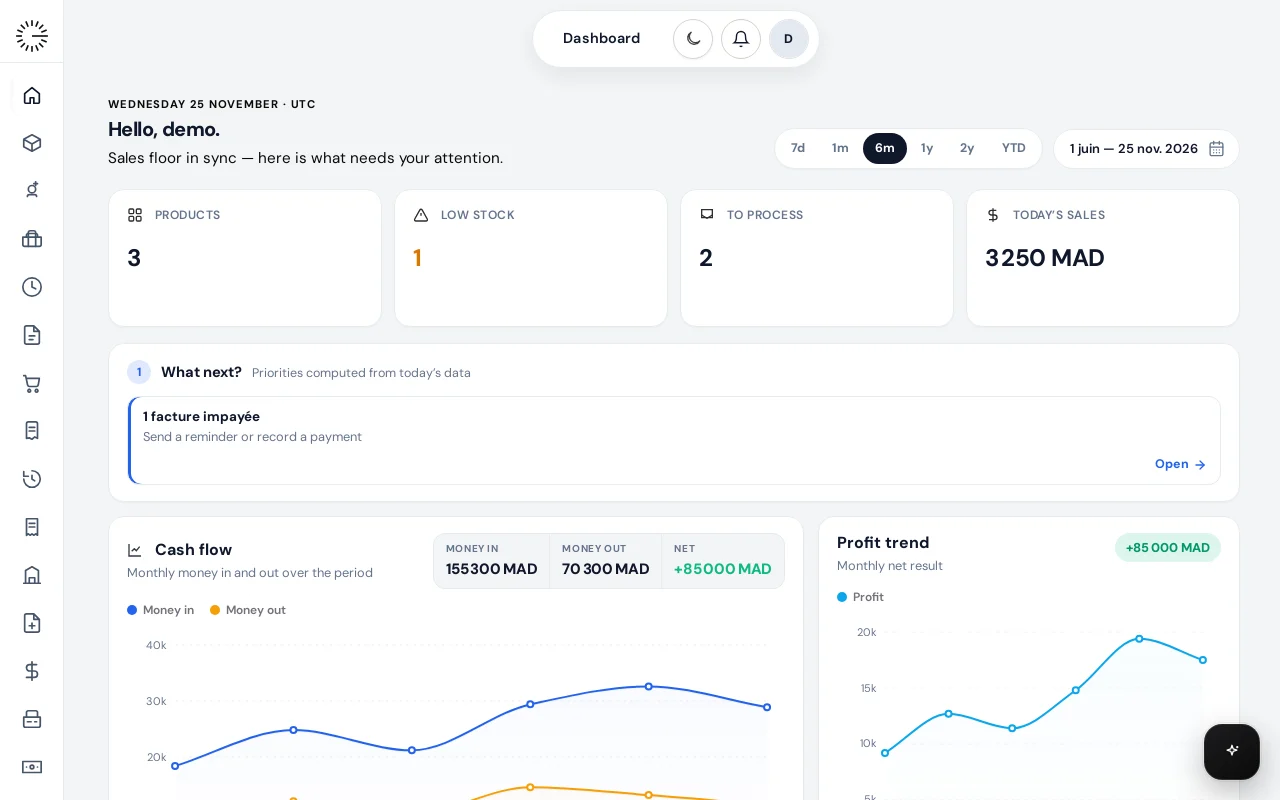 Dashboard
D
WEDNESDAY 25 NOVEMBER · UTC
Hello, demo.
Sales floor in sync — here is what needs your attention.
7d 1m 6m 1y 2y YTD
1 juin — 25 nov. 2026
PRODUCTS
3
LOW STOCK
1
TO PROCESS
2
TODAY'S SALES
3 250 MAD
1 What next? Priorities computed from today's data
1 facture impayée
Send a reminder or record a payment
Open →
Cash flow
Monthly money in and out over the period
MONEY IN
155 300 MAD
MONEY OUT
70 300 MAD
NET
+85 000 MAD
Money in Money out
40k
30k
20k
Profit trend
Monthly net result
+85 000 MAD
Profit
20k
15k
10k
5k